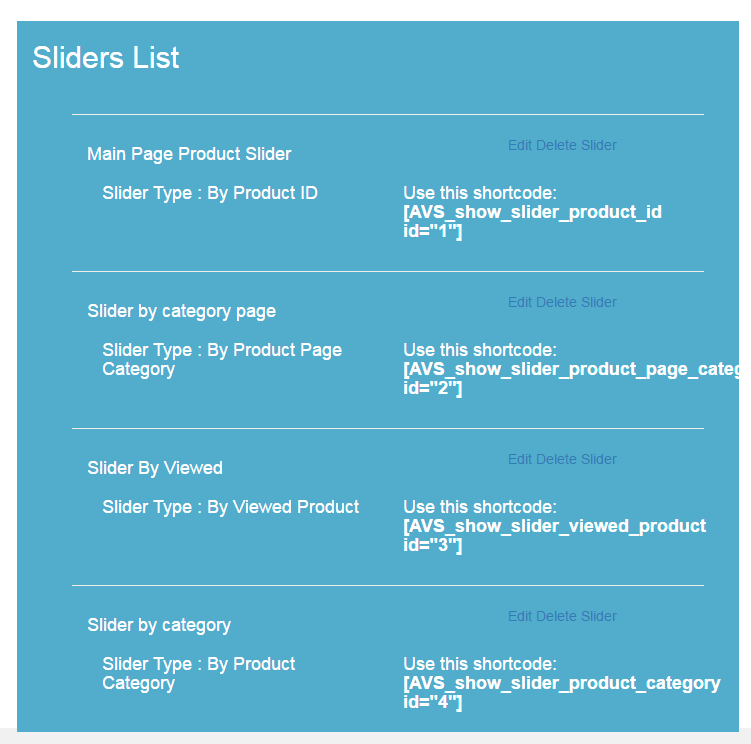 Sliders List
Edit Delete Slider
Main Page Product Slider
Slider Type : By Product ID
Use this shortcode:
[AVS_show_slider_product_id
id="1"]
Edit Delete Slider
Slider by category page
Slider Type : By Product Page
Category
Use this shortcode:
[AVS_show_slider_product_page_categ
id="2"]
Edit Delete Slider
Slider By Viewed
Slider Type : By Viewed Product
Use this shortcode:
[AVS_show_slider_viewed_product
id="3"]
Edit Delete Slider
Slider by category
Slider Type : By Product
Category
Use this shortcode:
[AVS_show_slider_product_category
id="4"]